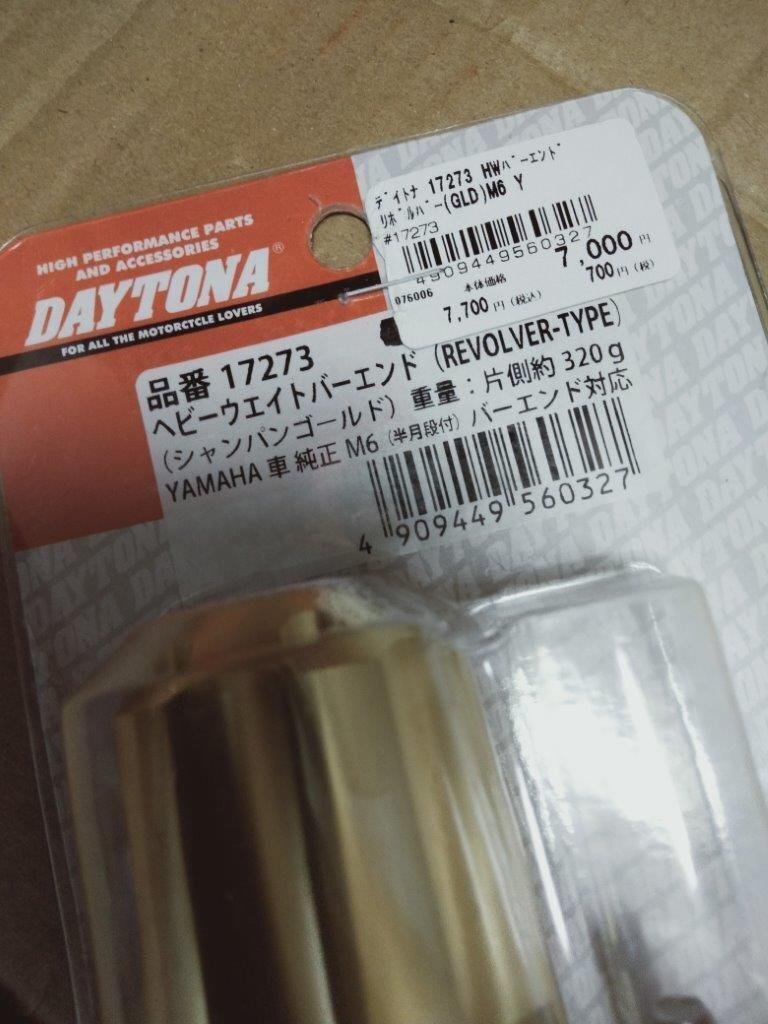 HIGH PERFORMANCE PARTS
AND ACCESSORIES
DAYTONA®
FOR ALL THE MOTORCTCLE LOVERS
ﾃﾞｲﾄﾅ 17273 HWﾊﾞｰｴﾝﾄﾞ
ﾘﾎﾞﾙﾊﾞｰ(GLD)M6 Y
#17273
4909449560327
075006
本体価格
7,000円
7,700円(税込)
700円(税)
品番 17273
ヘビーウエイトバーエンド (REVOLVER-TYPE)
(シャンパンゴールド) 重量：片側約 320g
YAMAHA 車 純正 M6 (半月段付) バーエンド対応
4 909449 560327